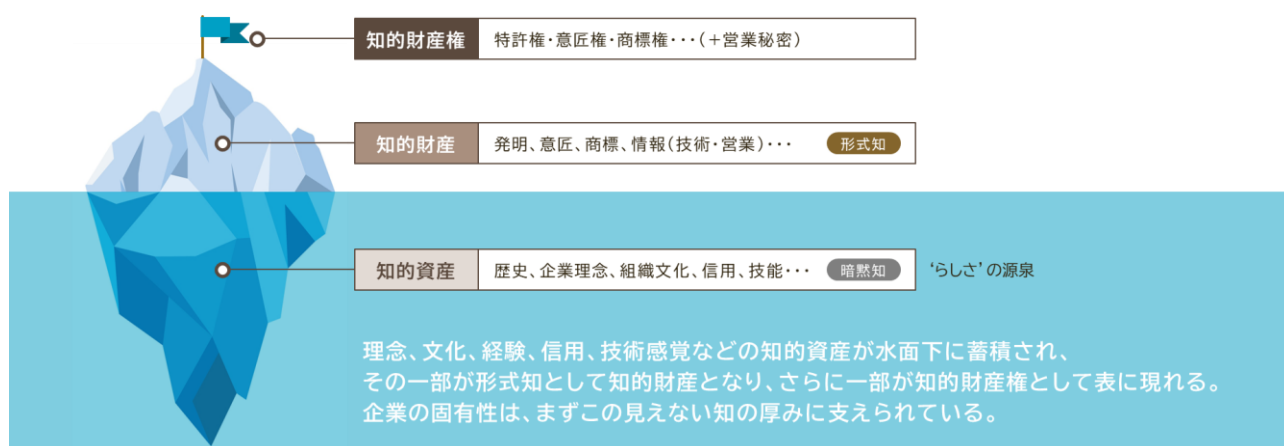 知的財産権 特許権・意匠権・商標権・・・(＋営業秘密)
知的財産 発明、意匠、商標、情報(技術・営業)・・・ 形式知
知的資産 歴史、企業理念、組織文化、信用、技能・・・ 暗黙知 ‘らしさ’の源泉
理念、文化、経験、信用、技術感覚などの知的資産が水面下に蓄積され、
その一部が形式知として知的財産となり、さらに一部が知的財産権として表に現れる。
企業の固有性は、まずこの見えない知の厚みに支えられている。